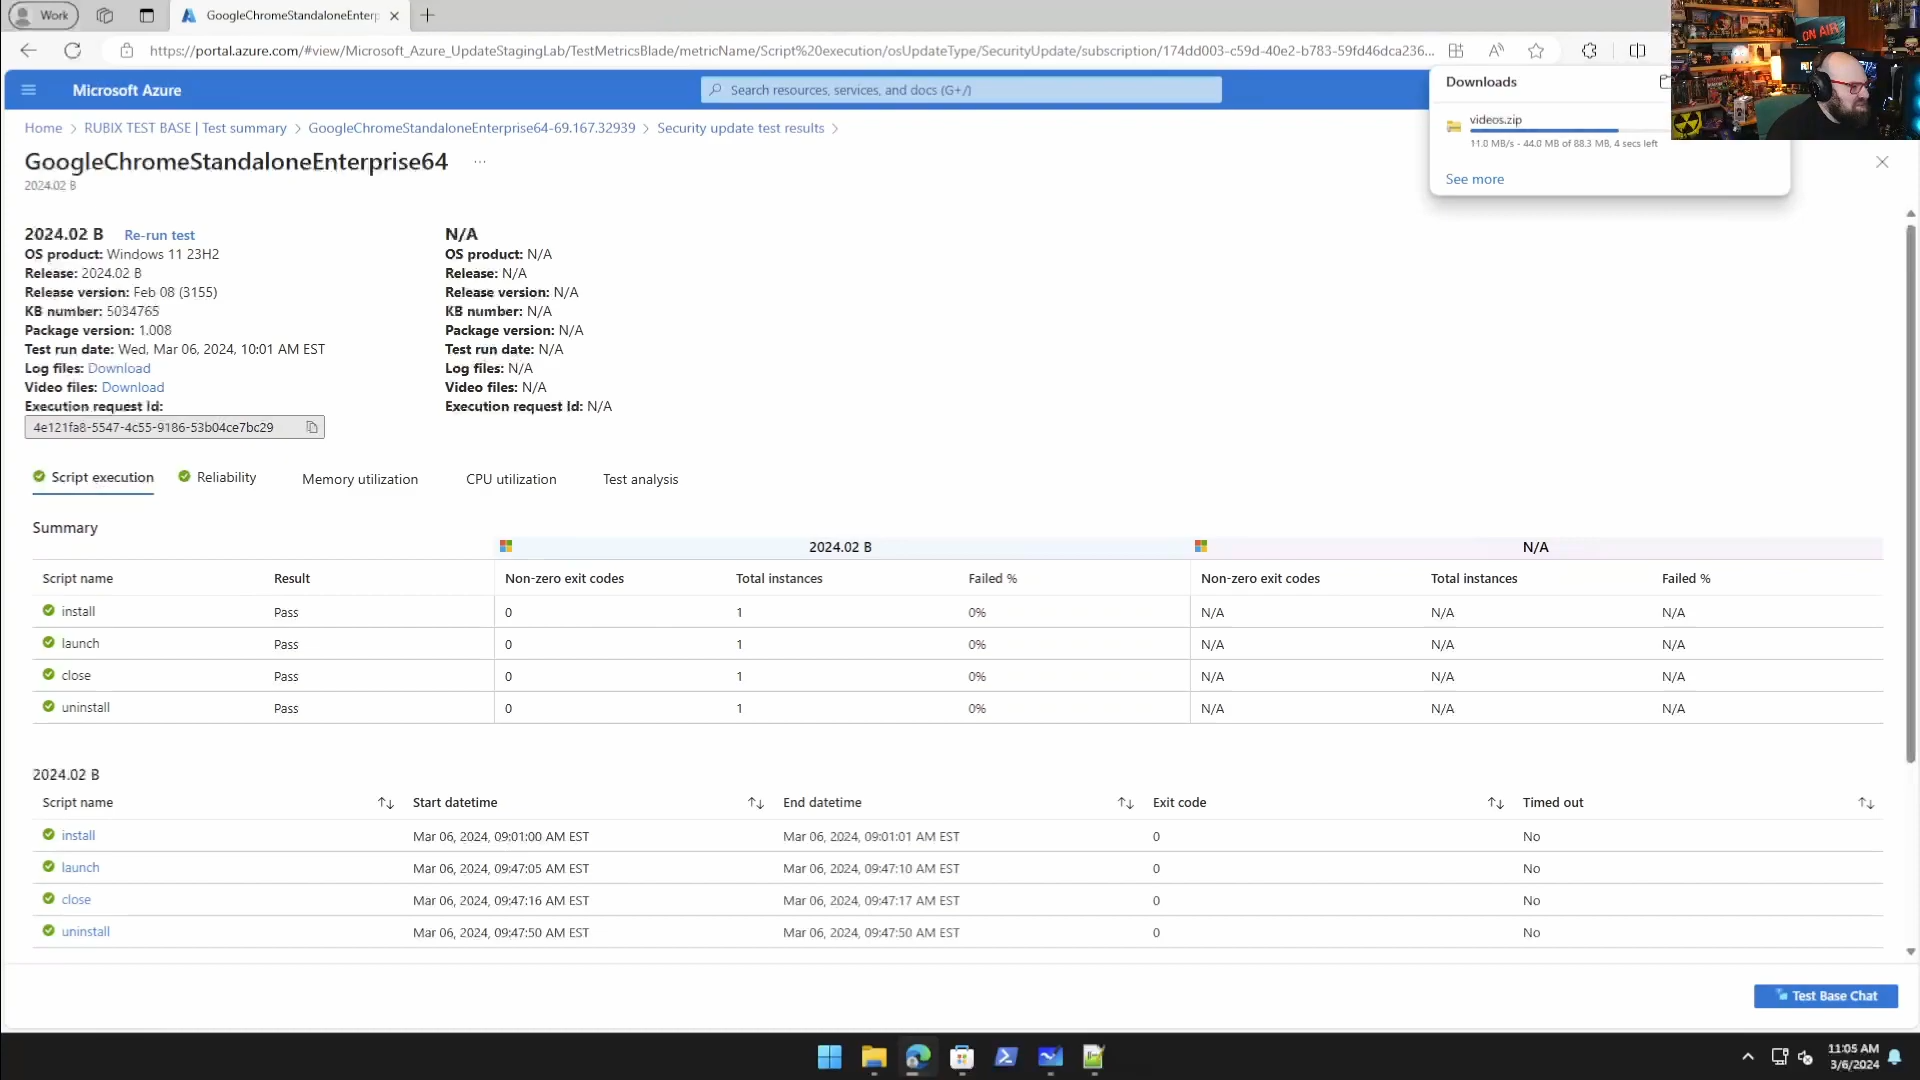 Work
GoogleChromeStandaloneEnterp
https://portal.azure.com/#view/Microsoft_Azure_UpdateStagingLab/TestMetricsBlade/metricName/Script%20execution/osUpdateType/SecurityUpdate/subscription/174dd003-c59d-40e2-b783-59fd46dca236...
ON AIR
Microsoft Azure
Search resources, services, and docs (G+/)
Downloads
videos.zip
11.0 MB/s - 44.0 MB of 88.3 MB, 4 secs left
See more
Home > RUBIX TEST BASE | Test summary > GoogleChromeStandaloneEnterprise64-69.167.32939 > Security update test results >
GoogleChromeStandaloneEnterprise64 ...
2024.02 B
2024.02 B Re-run test
OS product: Windows 11 23H2
Release: 2024.02 B
Release version: Feb 08 (3155)
KB number: 5034765
Package version: 1.008
Test run date: Wed, Mar 06, 2024, 10:01 AM EST
Log files: Download
Video files: Download
Execution request Id:
4e121fa8-5547-4c55-9186-53b04ce7bc29
N/A
OS product: N/A
Release: N/A
Release version: N/A
KB number: N/A
Package version: N/A
Test run date: N/A
Log files: N/A
Video files: N/A
Execution request Id: N/A
Script execution Reliability Memory utilization CPU utilization Test analysis
Summary
2024.02 B N/A
Script name Result Non-zero exit codes Total instances Failed % Non-zero exit codes Total instances Failed %
install Pass 0 1 0% N/A N/A N/A
launch Pass 0 1 0% N/A N/A N/A
close Pass 0 1 0% N/A N/A N/A
uninstall Pass 0 1 0% N/A N/A N/A
2024.02 B
Script name Start datetime End datetime Exit code Timed out
install Mar 06, 2024, 09:01:00 AM EST Mar 06, 2024, 09:01:01 AM EST 0 No
launch Mar 06, 2024, 09:47:05 AM EST Mar 06, 2024, 09:47:10 AM EST 0 No
close Mar 06, 2024, 09:47:16 AM EST Mar 06, 2024, 09:47:17 AM EST 0 No
uninstall Mar 06, 2024, 09:47:50 AM EST Mar 06, 2024, 09:47:50 AM EST 0 No
Test Base Chat
11:05 AM
3/6/2024